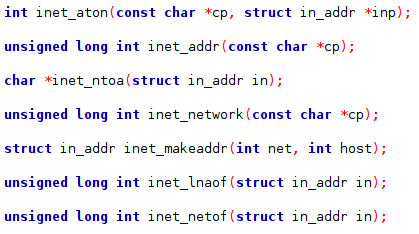 int inet_aton(const char *cp, struct in_addr *inp);
unsigned long int inet_addr(const char *cp);
char *inet_ntoa(struct in_addr in);
unsigned long int inet_network(const char *cp);
struct in_addr inet_makeaddr(int net, int host);
unsigned long int inet_lnaof(struct in_addr in);
unsigned long int inet_netof(struct in_addr in);